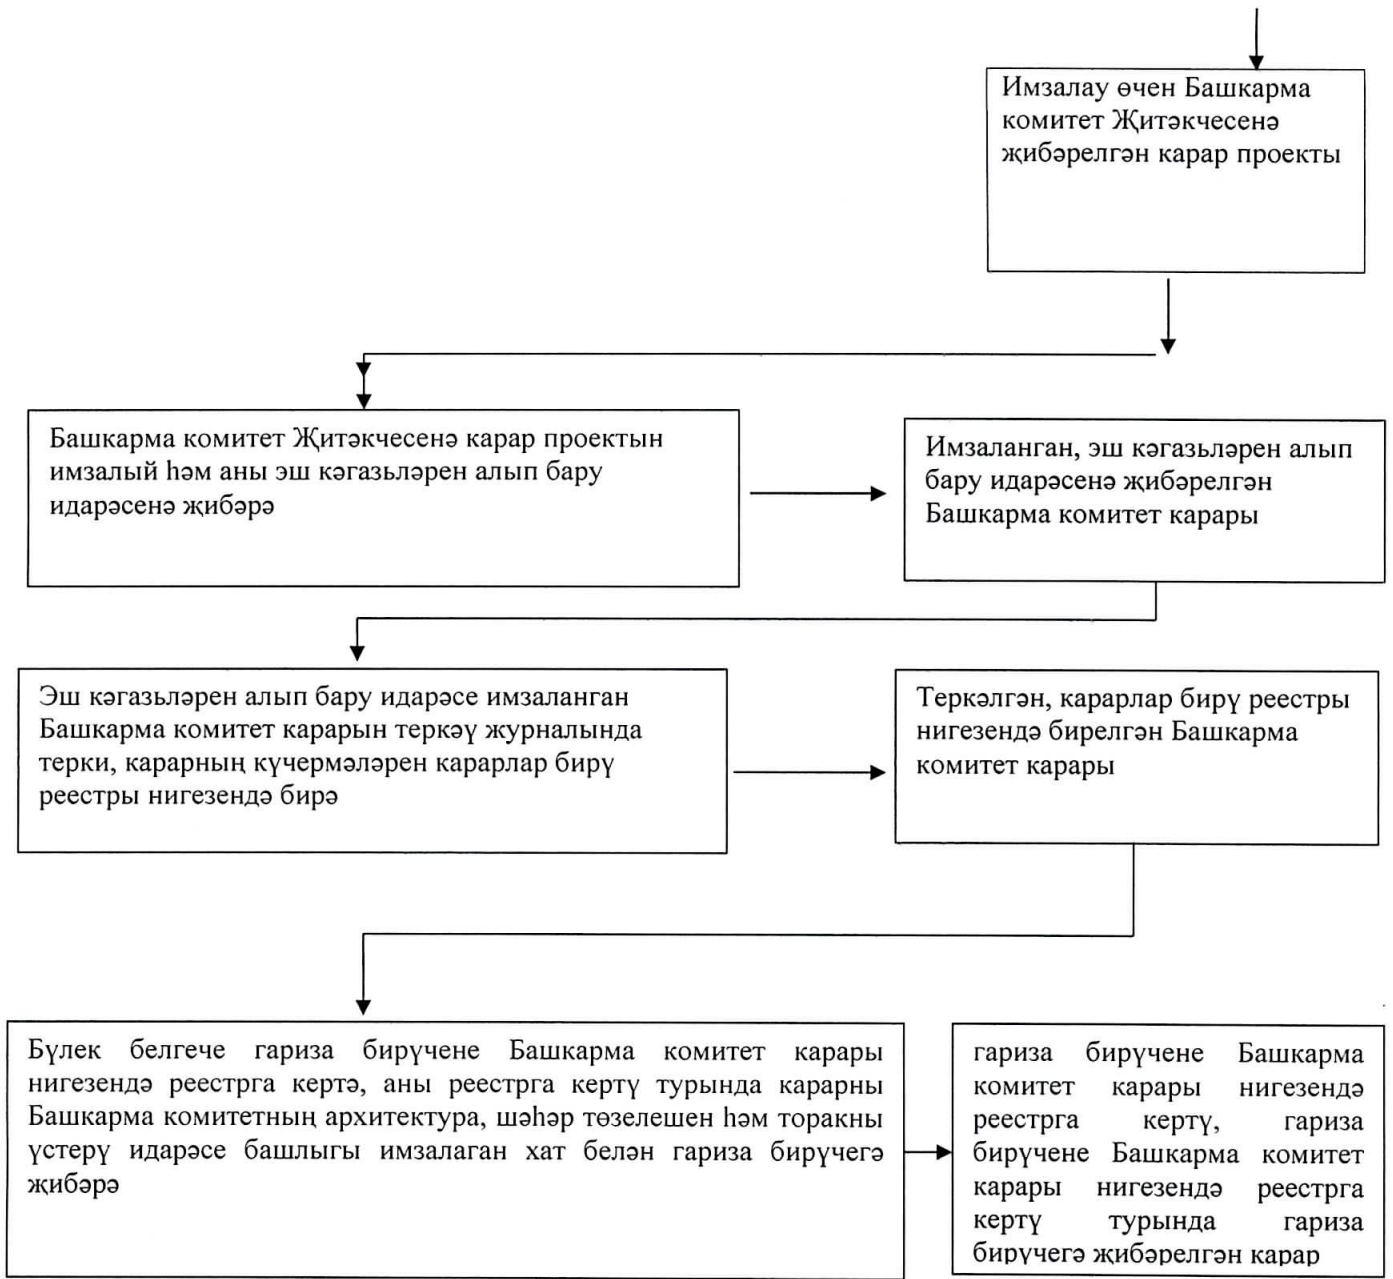 Имзалау өчен Башкарма
комитет Җитәкчесенә
җибәрелгән карар проекты
Башкарма комитет Җитәкчесенә карар проектын
имзалый һәм аны эш кәгазьләрен алып бару
идарәсенә җибәрә
Имзаланган, эш кәгазьләрен алып
бару идарәсенә җибәрелгән
Башкарма комитет карары
Эш кәгазьләрен алып бару идарәсе имзаланган
Башкарма комитет карарын теркәү журналында
терки, карарның күчермәләрен карарлар бирү
реестры нигезендә бирә
Теркәлгән, карарлар бирү реестры
нигезендә бирелгән Башкарма
комитет карары
Бүлек белгече гариза бирүчене Башкарма комитет карары
нигезендә реестрга кертә, аны реестрга кертү турында карарны
Башкарма комитетның архитектура, шәһәр төзелешен һәм торакны
үстерү идарәсе башлыгы имзалаган хат белән гариза бирүчегә
җибәрә
гариза бирүчене Башкарма
комитет карары нигезендә
реестрга кертү, гариза
бирүчене Башкарма комитет
карары нигезендә реестрга
кертү турында гариза
бирүчегә җибәрелгән карар